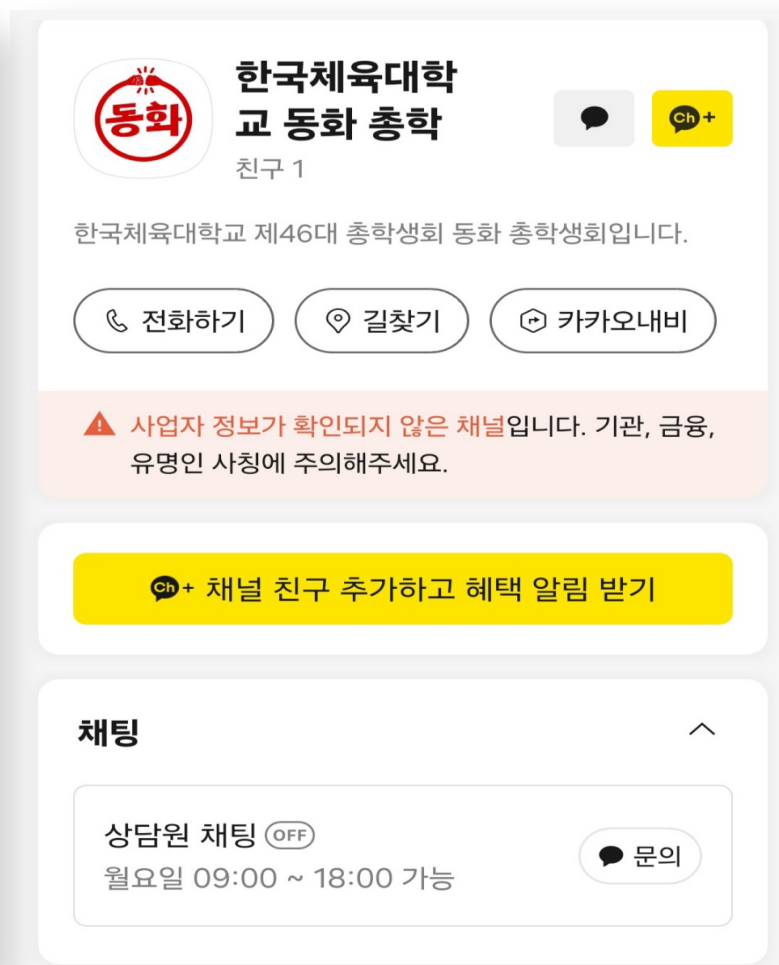 동화
한국체육대학
교 동화 총학
친구 1
Ch+
한국체육대학교 제46대 총학생회 동화 총학생회입니다.
전화하기
길찾기
카카오내비
사업자 정보가 확인되지 않은 채널입니다. 기관, 금융,
유명인 사칭에 주의해주세요.
Ch+ 채널 친구 추가하고 혜택 알림 받기
채팅
상담원 채팅 OFF
월요일 09:00 ~ 18:00 가능
문의